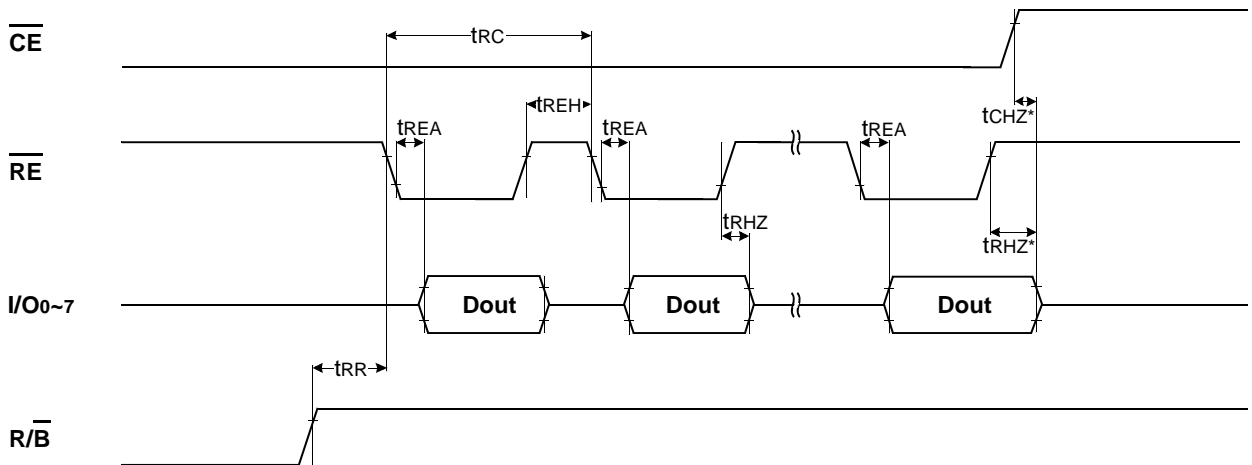 CE
tRC
tREH
tCHZ*
tREA
tREA
tREA
RE
tRHZ
tRHZ*
I/O0~7
Dout
Dout
Dout
tRR
R/B